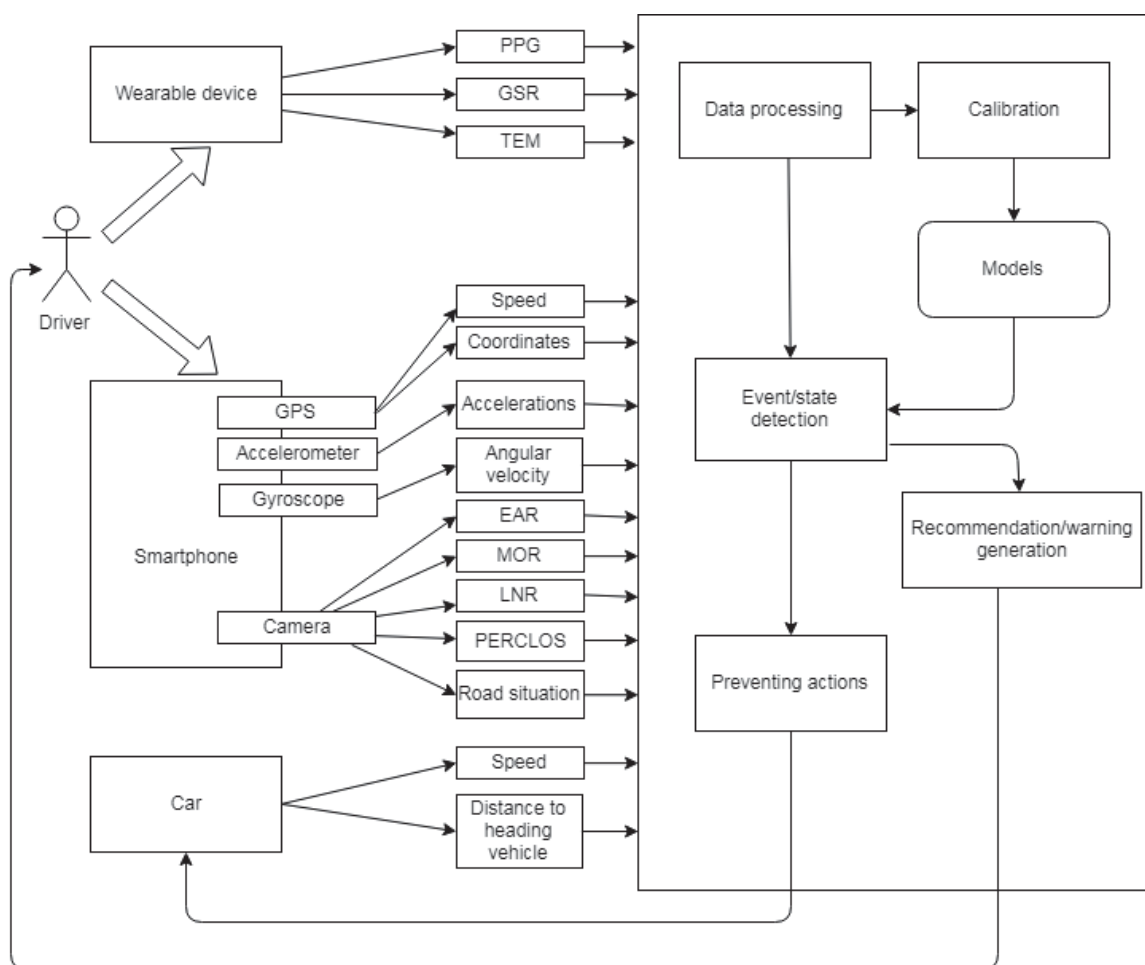 Wearable device
PPG
GSR
TEM
Data processing
Calibration
Models
Driver
Speed
Coordinates
GPS
Accelerations
Accelerometer
Angular
velocity
Gyroscope
Smartphone
EAR
MOR
LNR
Camera
PERCLOS
Road situation
Event/state
detection
Recommendation/warning
generation
Preventing actions
Car
Speed
Distance to
heading
vehicle